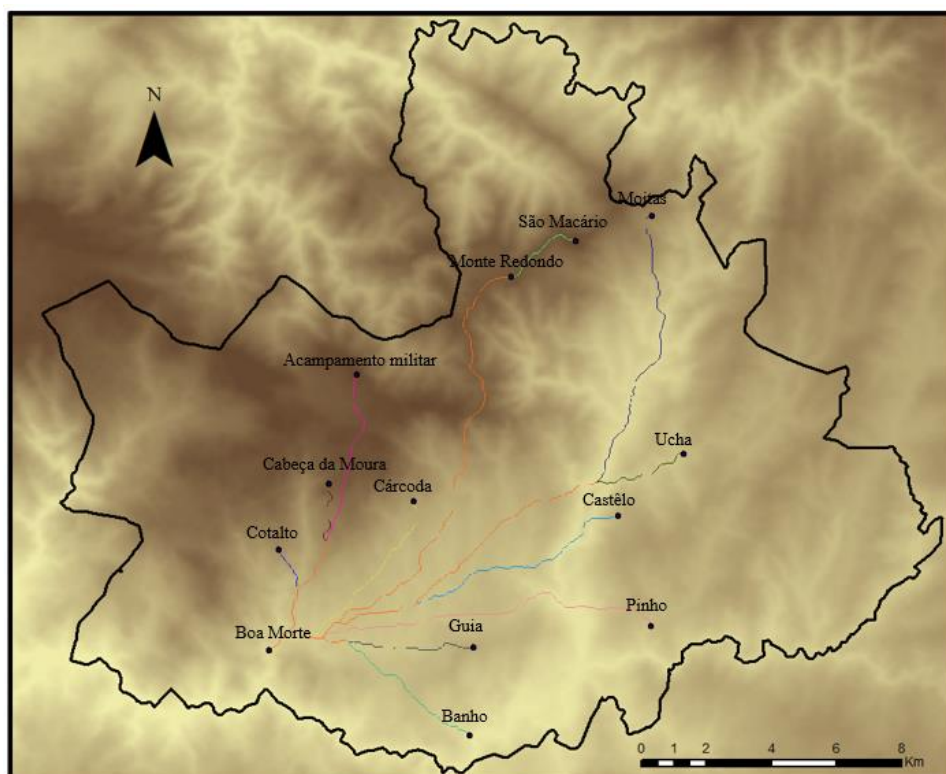 N
Moitas
São Macário
Monte Redondo
Acampamento militar
Ucha
Cabeça da Moura
Cárcoda
Castêlo
Cotalto
Pinho
Boa Morte
Guia
Banho
0 1 2 4 6 8
Km